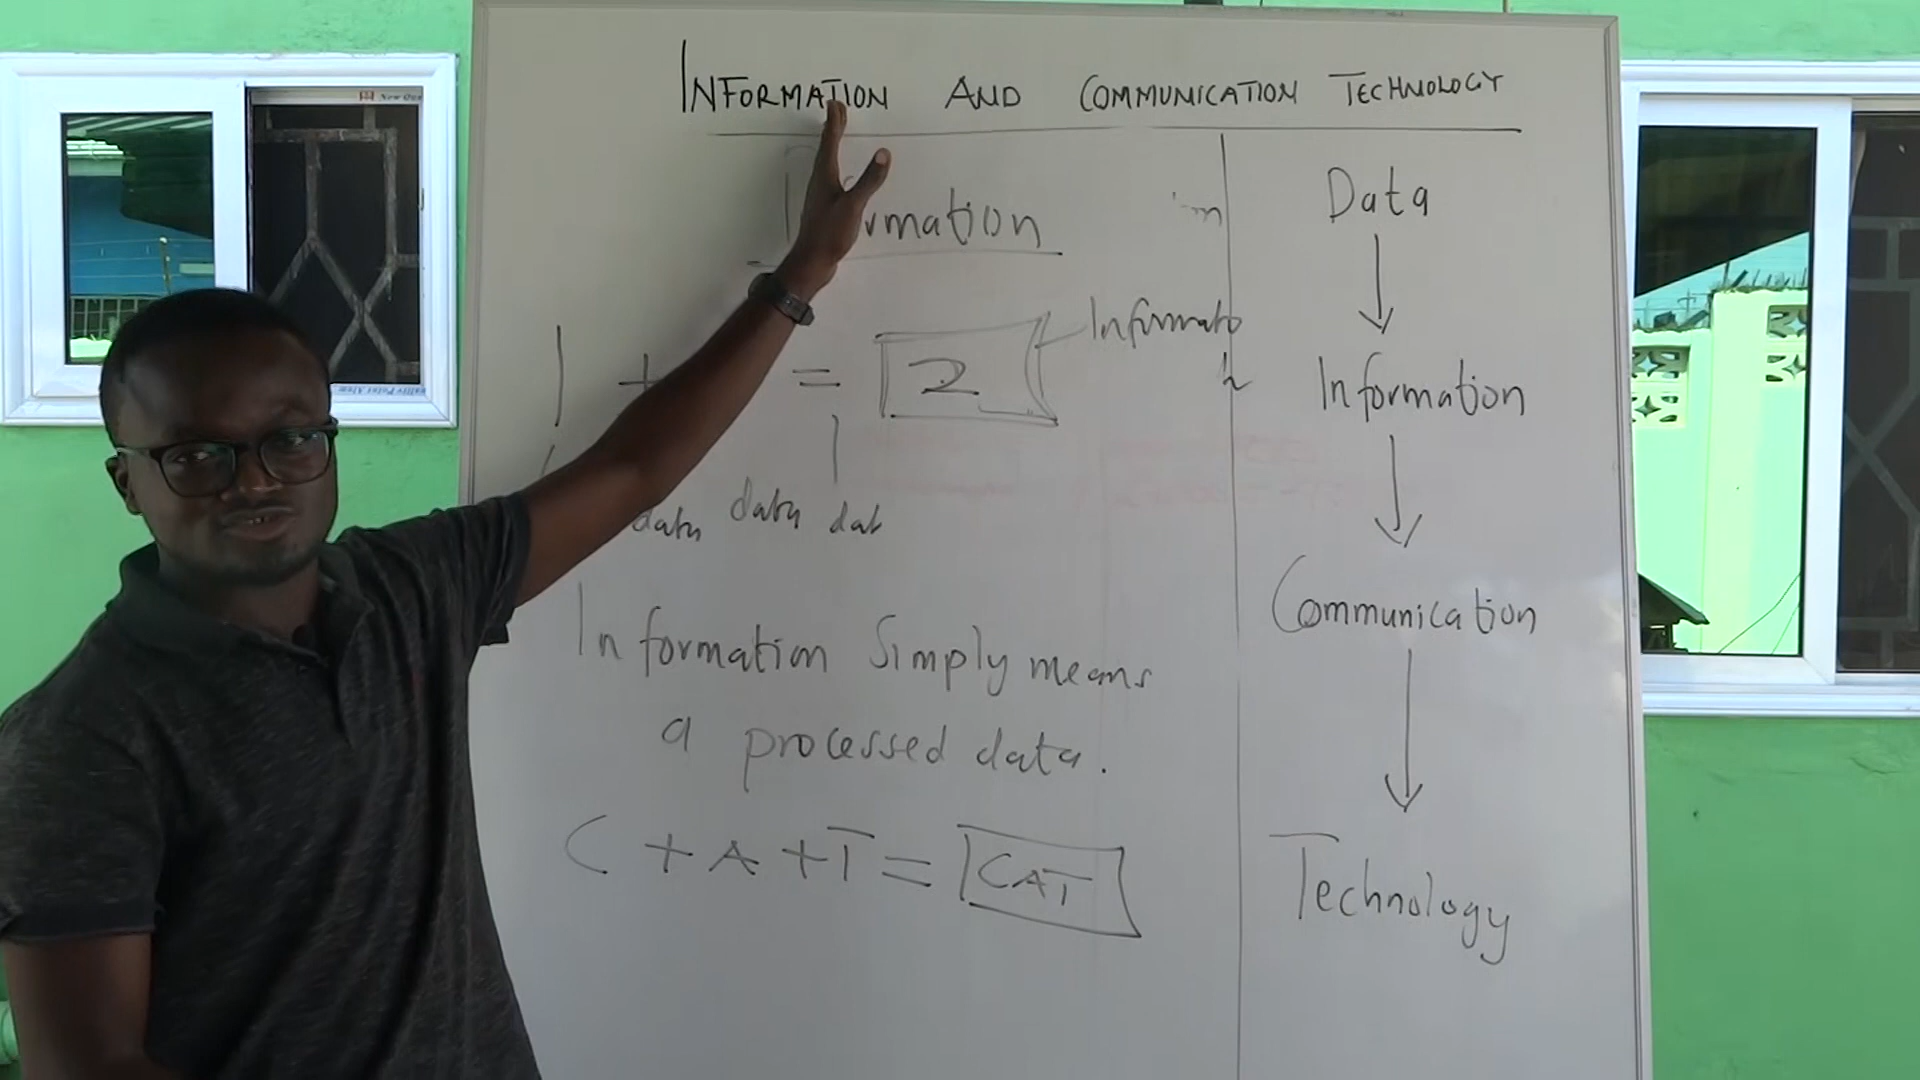 INFORMATION AND COMMUNICATION TECHNOLOGY
rmation
1 + = 2
Informato
data data dat
Information Simply means
a processed data.
C + A + T = CAT
Data
Information
Communication
Technology